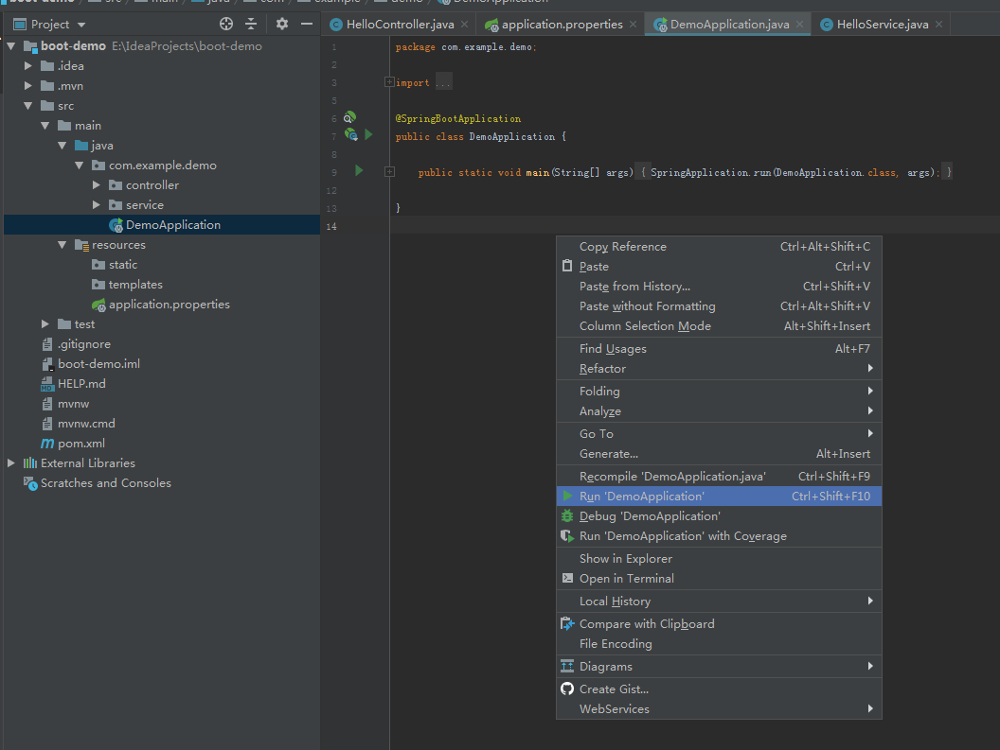 boot-demo src main java com example demo DemoApplication
Project
HelloController.java application.properties DemoApplication.java HelloService.java
boot-demo E:\IdeaProjects\boot-demo
.idea
.mvn
src
main
java
com.example.demo
controller
service
DemoApplication
resources
static
templates
application.properties
test
.gitignore
boot-demo.iml
HELP.md
mvnw
mvnw.cmd
pom.xml
External Libraries
Scratches and Consoles
1 package com.example.demo;
2
3 import ...
5
6 @SpringBootApplication
7 public class DemoApplication {
8
9 public static void main(String[] args) { SpringApplication.run(DemoApplication.class, args); }
12
13 }
14
Copy Reference Ctrl+Alt+Shift+C
Paste Ctrl+V
Paste from History... Ctrl+Shift+V
Paste without Formatting Ctrl+Alt+Shift+V
Column Selection Mode Alt+Shift+Insert
Find Usages Alt+F7
Refactor
Folding
Analyze
Go To
Generate... Alt+Insert
Recompile 'DemoApplication.java' Ctrl+Shift+F9
Run 'DemoApplication' Ctrl+Shift+F10
Debug 'DemoApplication'
Run 'DemoApplication' with Coverage
Show in Explorer
Open in Terminal
Local History
Compare with Clipboard
File Encoding
Diagrams
Create Gist...
WebServices